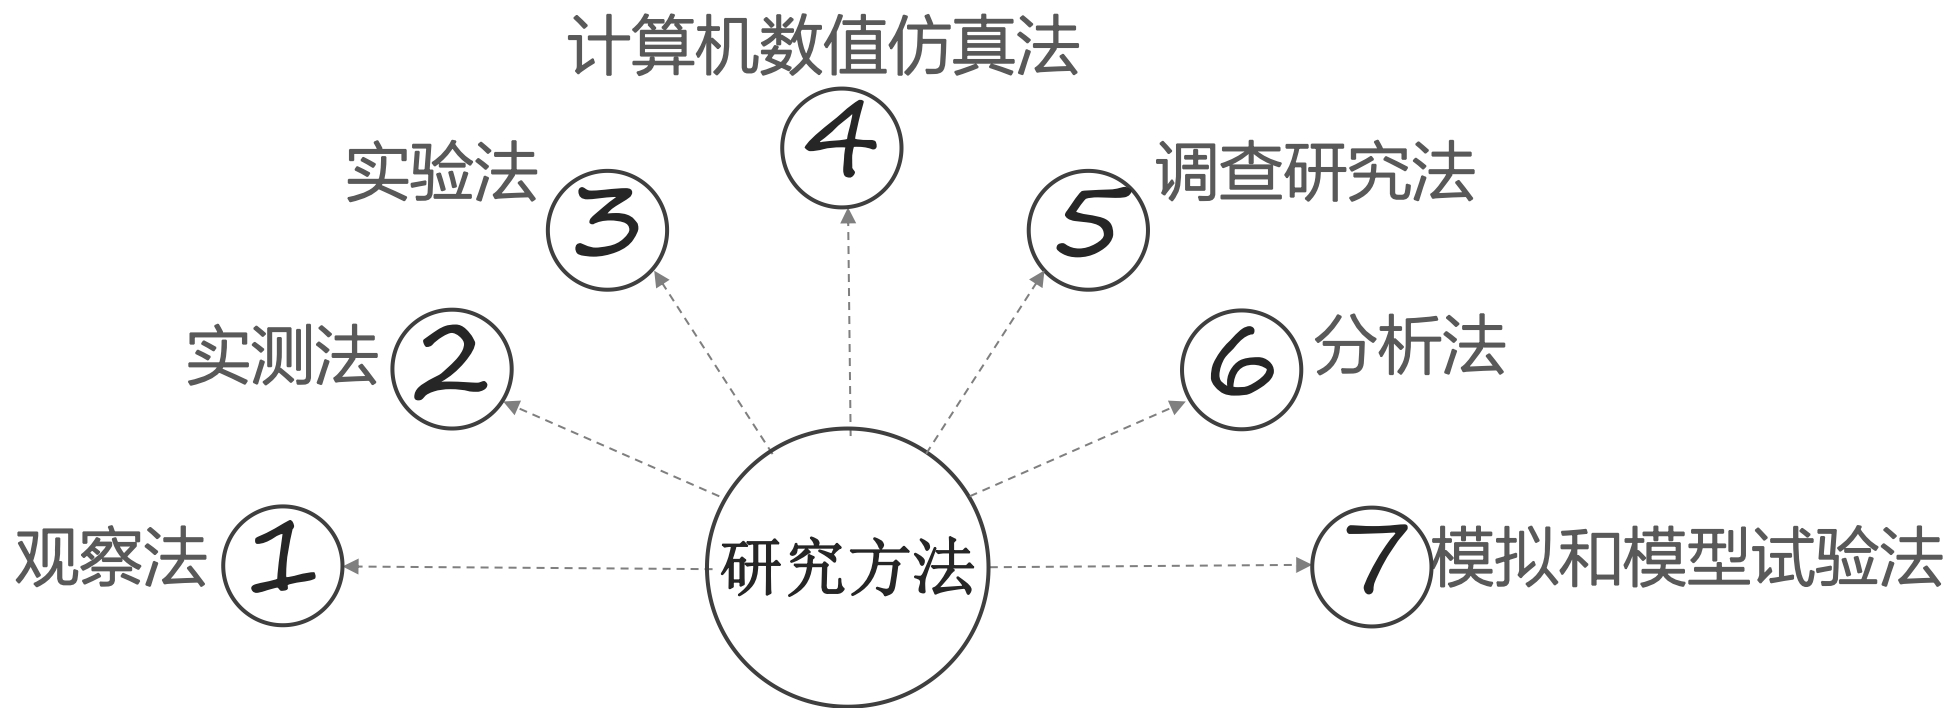 计算机数值仿真法
4
实验法
3
5
调查研究法
实测法
2
6
分析法
观察法
1
研究方法
7
模拟和模型试验法